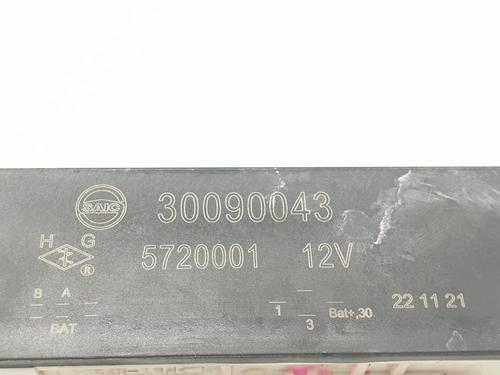 SAIC
30090043
H G
®
5720001 12V
B A
BAT
1
3
Bat+,30
22 11 21